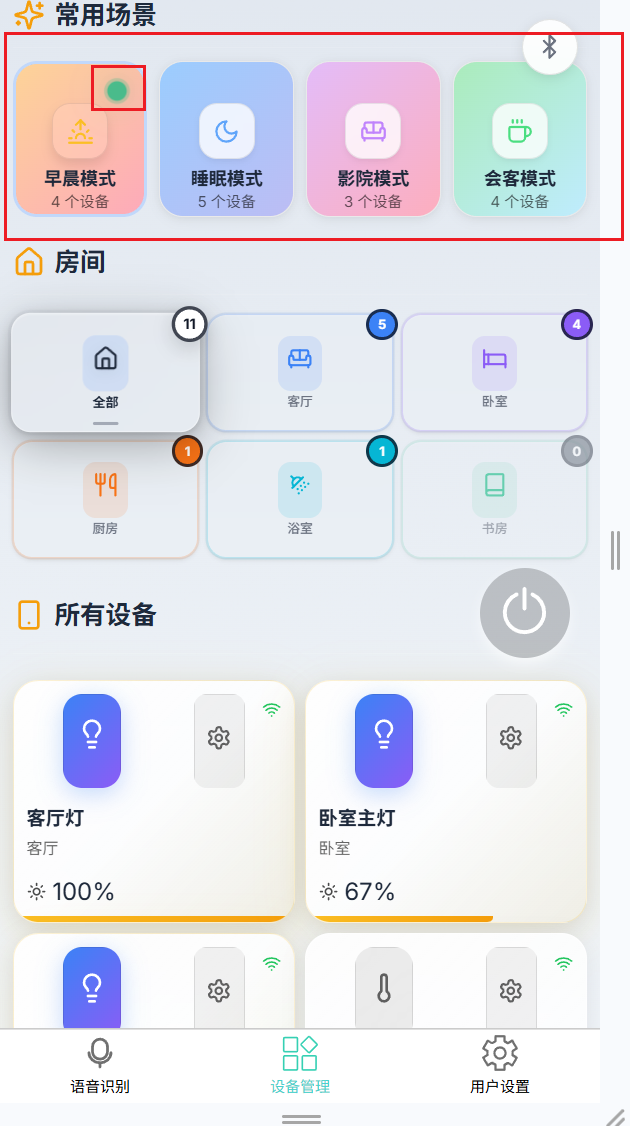 常用场景
早晨模式 睡眠模式 影院模式 会客模式
4 个设备 5 个设备 3 个设备 4 个设备
房间
11 5 4
全部 客厅 卧室
1 1 0
厨房 浴室 书房
所有设备
客厅灯 卧室主灯
客厅 卧室
100% 67%
语音识别 设备管理 用户设置